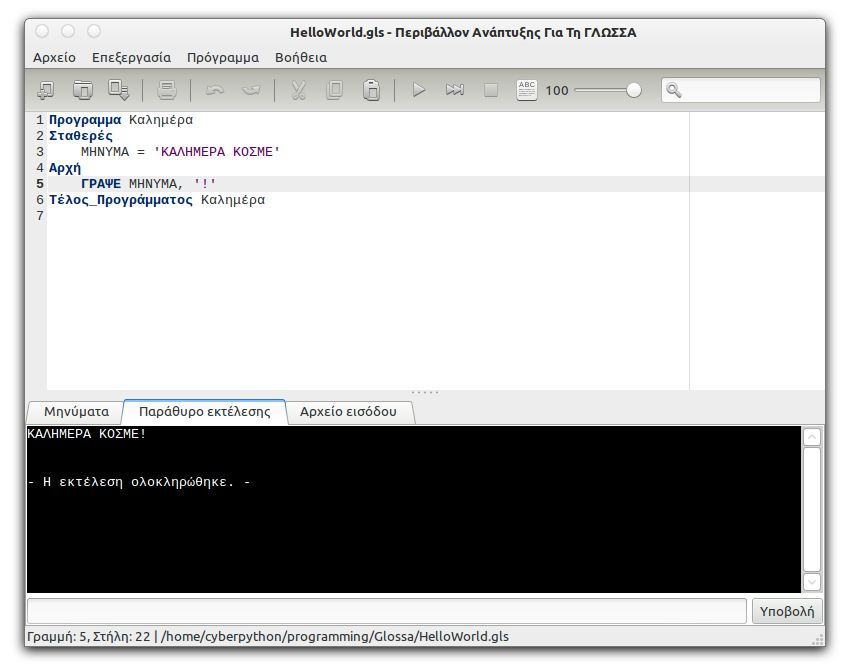 HelloWorld.gls - Περιβάλλον Ανάπτυξης Για Τη ΓΛΩΣΣΑ
Αρχείο Επεξεργασία Πρόγραμμα Βοήθεια
ABC 100
1 Προγραμμα Καλημέρα
2 Σταθερές
3 ΜΗΝΥΜΑ = 'ΚΑΛΗΜΕΡΑ ΚΟΣΜΕ'
4 Αρχή
5 ΓΡΑΨΕ ΜΗΝΥΜΑ, '!'
6 Τέλος_Προγράμματος Καλημέρα
7
Μηνύματα Παράθυρο εκτέλεσης Αρχείο εισόδου
ΚΑΛΗΜΕΡΑ ΚΟΣΜΕ!
- Η εκτέλεση ολοκληρώθηκε. -
Υποβολή
Γραμμή: 5, Στήλη: 22 | /home/cyberpython/programming/Glossa/HelloWorld.gls